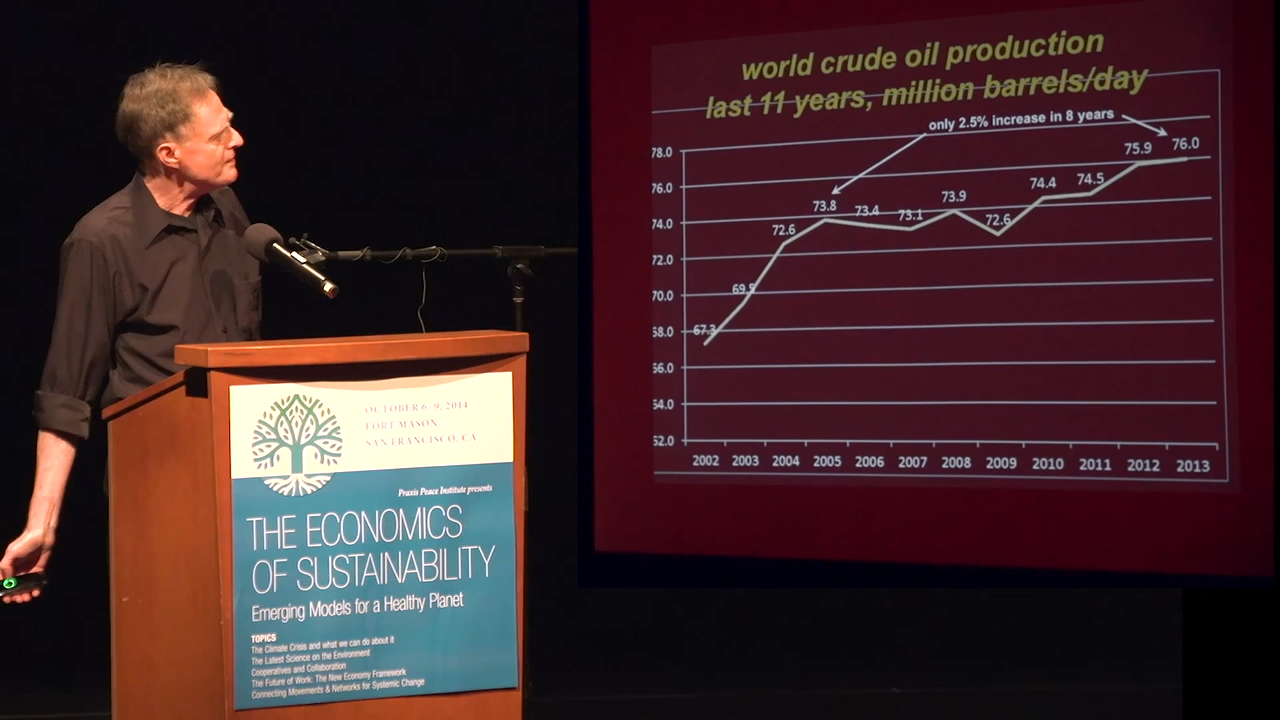 OCTOBER 6-9, 2014
FORT MASON
SAN FRANCISCO, CA
Praxis Peace Institute presents
THE ECONOMICS
OF SUSTAINABILITY
Emerging Models for a Healthy Planet
TOPICS
The Climate Crisis and what we can do about it
The Latest Science on the Environment
Cooperatives and Collaboration
The Future of Work: The New Economy Framework
Connecting Movements & Networks for Systemic Change
world crude oil production
last 11 years, million barrels/day
only 2.5% increase in 8 years
78.0
76.0
74.0
72.0
70.0
68.0
66.0
64.0
62.0
67.3
69.5
72.6
73.8
73.4
73.1
73.9
72.6
74.4
74.5
75.9
76.0
2002 2003 2004 2005 2006 2007 2008 2009 2010 2011 2012 2013